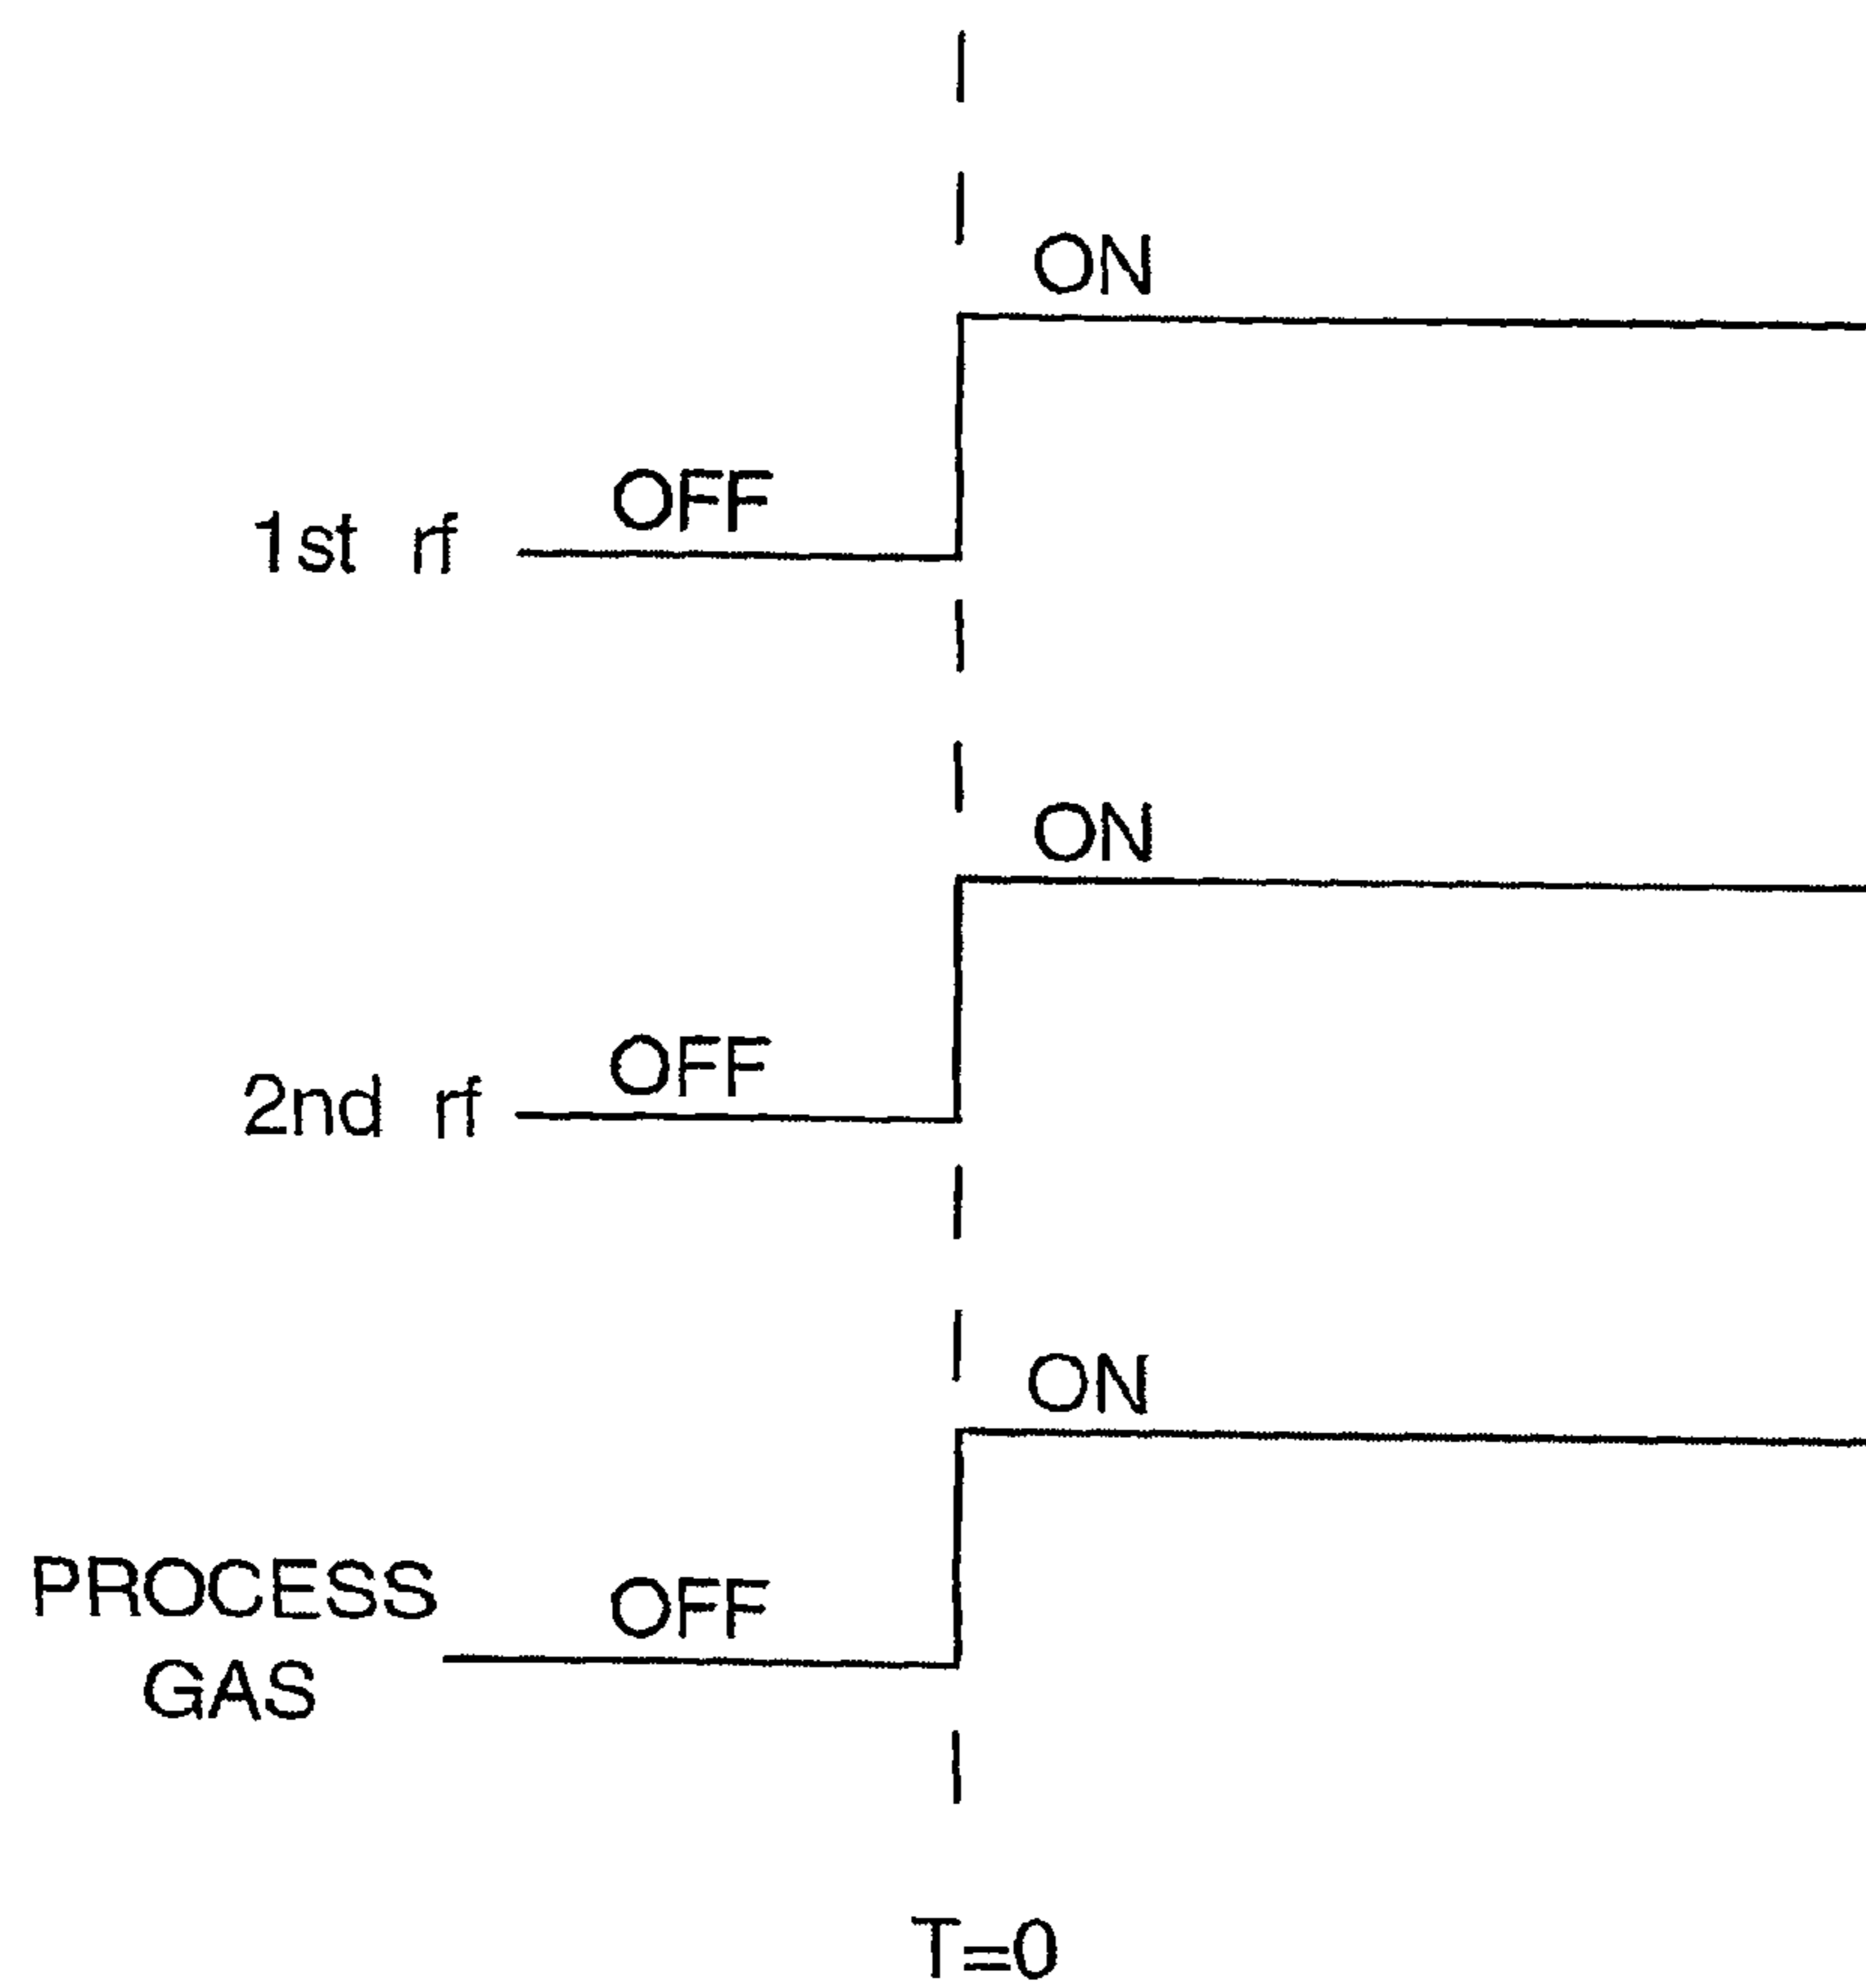 ON
OFF
1st rf
ON
OFF
2nd rf
ON
OFF
PROCESS
GAS
T=0